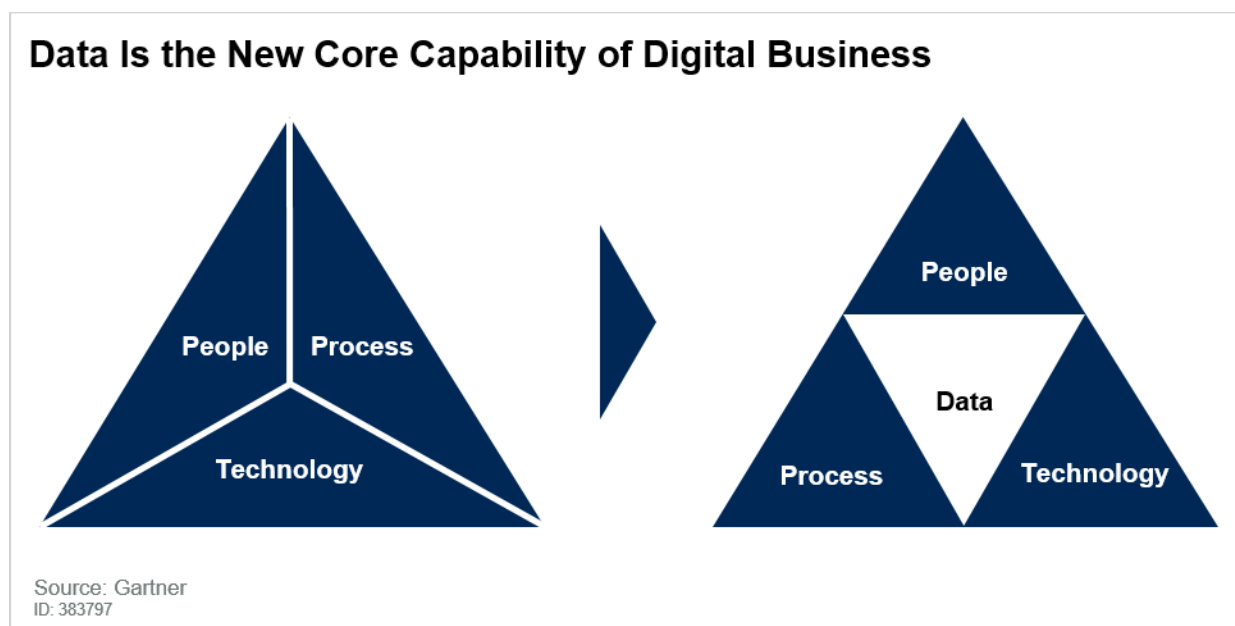 Data Is the New Core Capability of Digital Business
People Process
Technology
People
Data
Process Technology
Source: Gartner
ID: 383797